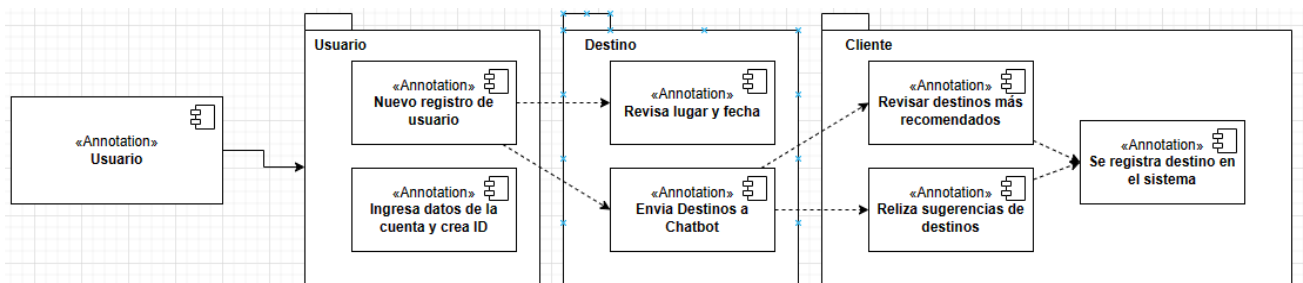 «Annotation»
Usuario
Usuario
«Annotation»
Nuevo registro de
usuario
«Annotation»
Ingresa datos de la
cuenta y crea ID
Destino
«Annotation»
Revisa lugar y fecha
«Annotation»
Envia Destinos a
Chatbot
Cliente
«Annotation»
Revisar destinos más
recomendados
«Annotation»
Reliza sugerencias de
destinos
«Annotation»
Se registra destino en
el sistema